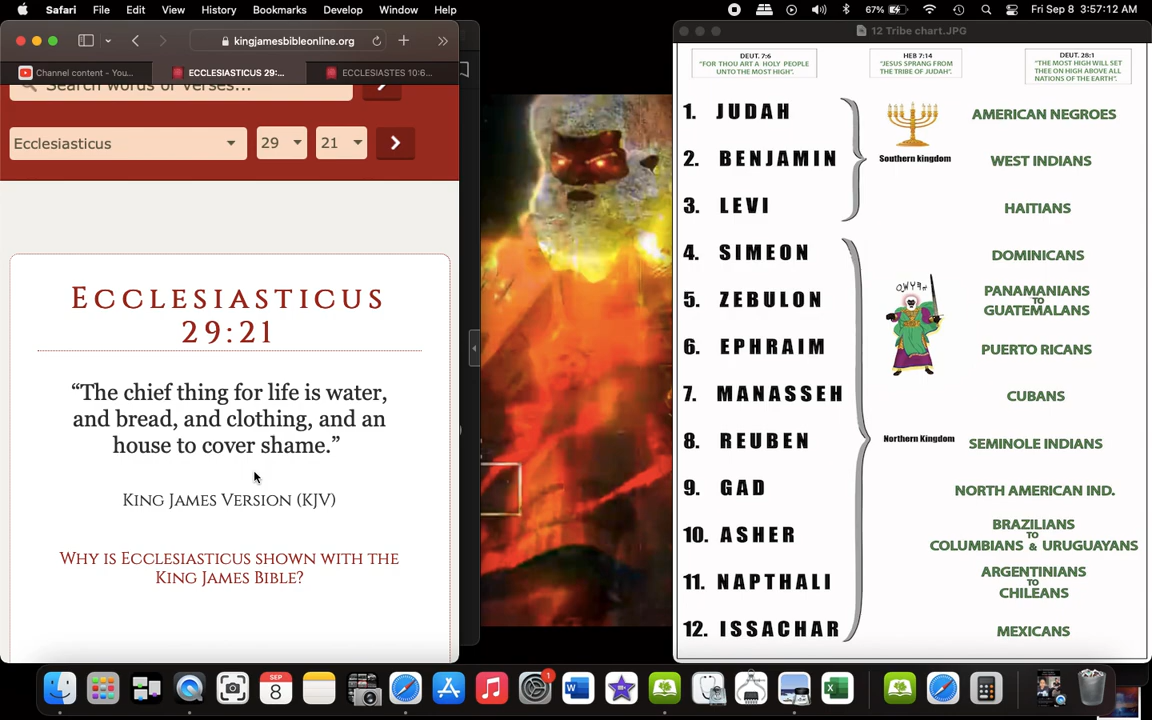 Safari File Edit View History Bookmarks Develop Window Help
67% Fri Sep 8 3:57:12 AM
kingjamesbibleonline.org
Channel content - You...
ECCLESIASTICUS 29:...
ECCLESIASTES 10:6...
Search words or verses...
Ecclesiasticus 29 21
ECCLESIASTICUS
29:21
“The chief thing for life is water,
and bread, and clothing, and an
house to cover shame.”
KING JAMES VERSION (KJV)
WHY IS ECCLESIASTICUS SHOWN WITH THE
KING JAMES BIBLE?
12 Tribe chart.JPG
DEUT. 7:6
"FOR THOU ART A HOLY PEOPLE
UNTO THE MOST HIGH".
HEB 7:14
"JESUS SPRANG FROM
THE TRIBE OF JUDAH".
DEUT. 28:1
"THE MOST HIGH WILL SET
THEE ON HIGH ABOVE ALL
NATIONS OF THE EARTH".
1. JUDAH AMERICAN NEGROES
2. BENJAMIN WEST INDIANS
Southern kingdom
3. LEVI HAITIANS
4. SIMEON DOMINICANS
5. ZEBULON PANAMANIANS
TO
GUATEMALANS
6. EPHRAIM PUERTO RICANS
7. MANASSEH CUBANS
8. REUBEN SEMINOLE INDIANS
Northern Kingdom
9. GAD NORTH AMERICAN IND.
10. ASHER BRAZILIANS
TO
COLUMBIANS & URUGUAYANS
11. NAPTHALI ARGENTINIANS
TO
CHILEANS
12. ISSACHAR MEXICANS
SEP
8
1